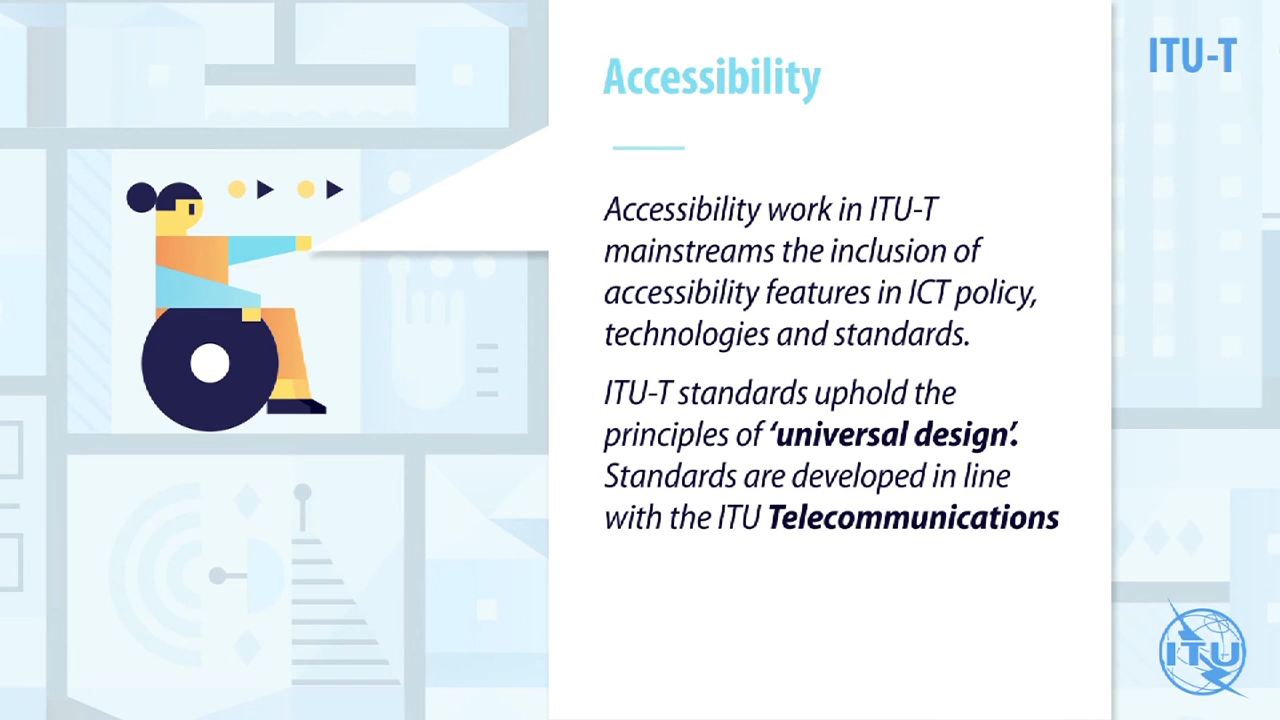 Accessibility
ITU-T
Accessibility work in ITU-T
mainstreams the inclusion of
accessibility features in ICT policy,
technologies and standards.
ITU-T standards uphold the
principles of ‘universal design’.
Standards are developed in line
with the ITU Telecommunications
ITU